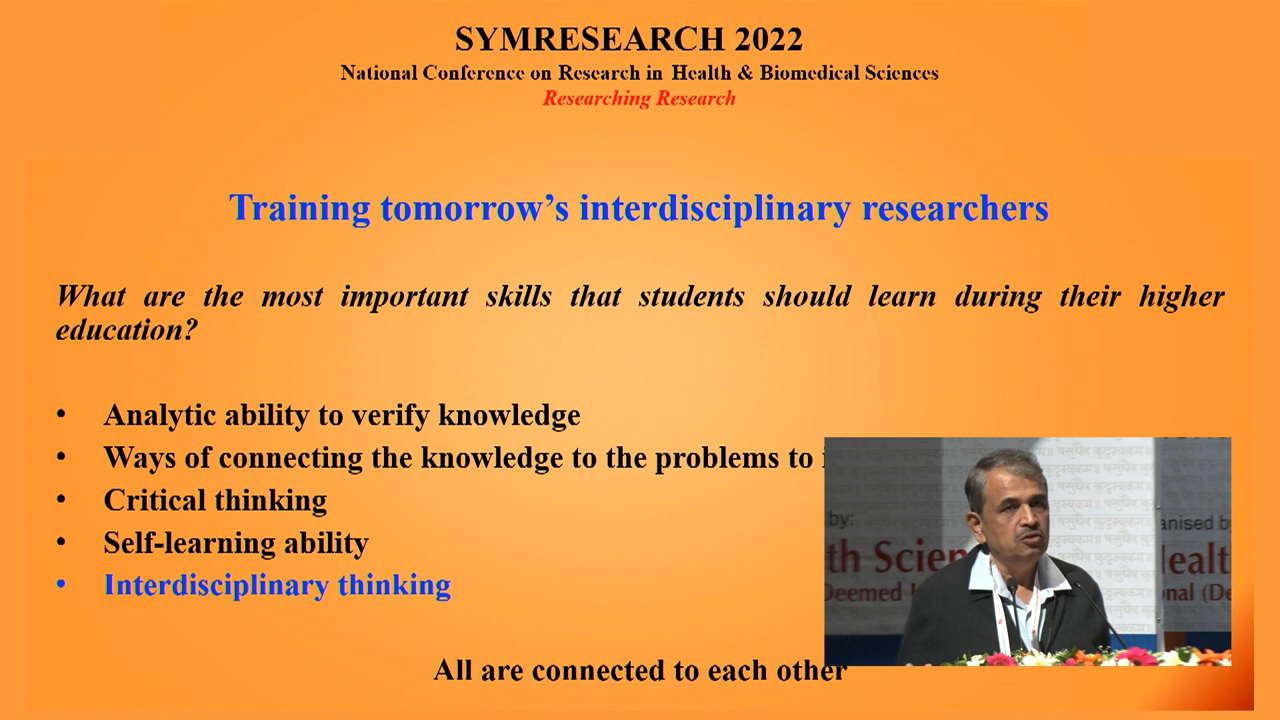 SYMRESEARCH 2022
National Conference on Research in Health & Biomedical Sciences
Researching Research
Training tomorrow’s interdisciplinary researchers
What are the most important skills that students should learn during their higher
education?
• Analytic ability to verify knowledge
• Ways of connecting the knowledge to the problems to
• Critical thinking
• Self-learning ability
• Interdisciplinary thinking
All are connected to each other
by:
anised by
th Scien
ealt
Deemed
nal (De